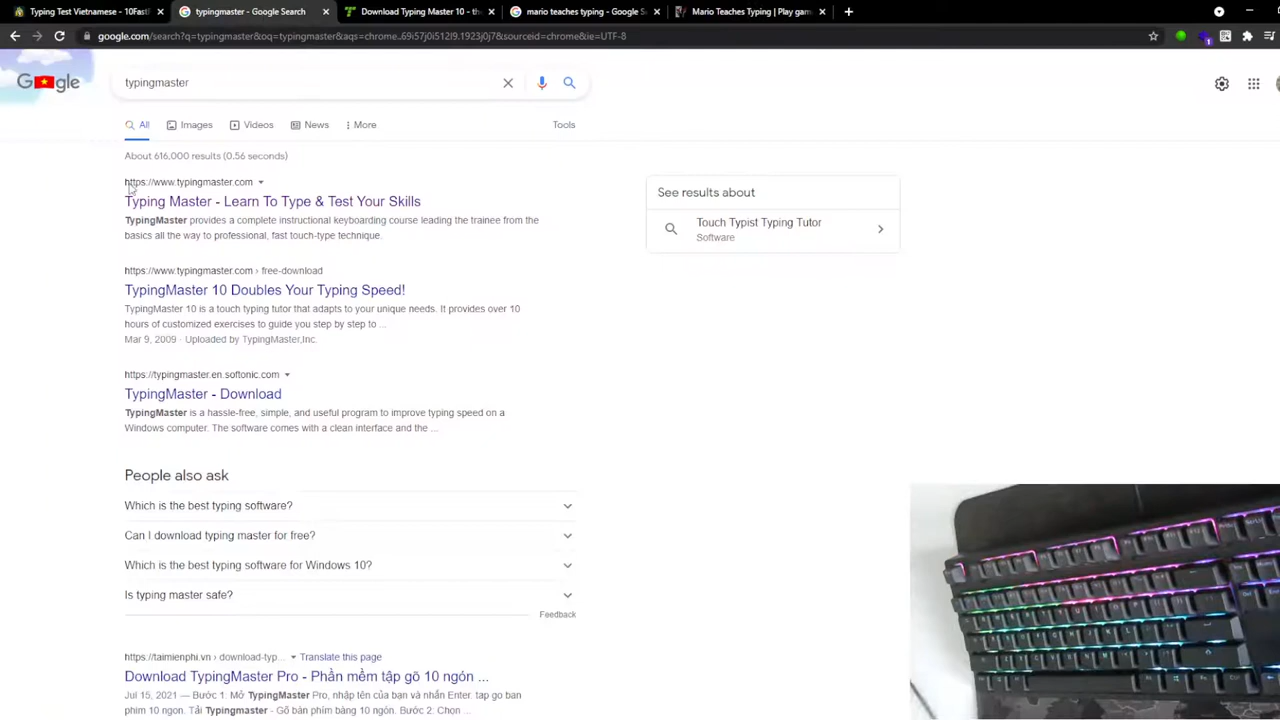 Typing Test Vietnamese - 10Fast
typingmaster - Google Search
Download Typing Master 10 - the
mario teaches typing - Google S
Mario Teaches Typing | Play gam
google.com/search?q=typingmaster&oq=typingmaster&aqs=chrome..69i57j0i512l9.1923j0j7&sourceid=chrome&ie=UTF-8
typingmaster
All
Images
Videos
News
More
Tools
About 616,000 results (0.56 seconds)
https://www.typingmaster.com
Typing Master - Learn To Type & Test Your Skills
TypingMaster provides a complete instructional keyboarding course leading the trainee from the
basics all the way to professional, fast touch-type technique.
See results about
Touch Typist Typing Tutor
Software
https://www.typingmaster.com › free-download
TypingMaster 10 Doubles Your Typing Speed!
TypingMaster 10 is a touch typing tutor that adapts to your unique needs. It provides over 10
hours of customized exercises to guide you step by step to ...
Mar 9, 2009 · Uploaded by TypingMaster,Inc.
https://typingmaster.en.softonic.com
TypingMaster - Download
TypingMaster is a hassle-free, simple, and useful program to improve typing speed on a
Windows computer. The software comes with a clean interface and the ...
People also ask
Which is the best typing software?
Can I download typing master for free?
Which is the best typing software for Windows 10?
Is typing master safe?
Feedback
https://taimienphi.vn › download-typ... Translate this page
Download TypingMaster Pro - Phần mềm tập gõ 10 ngón ...
Jul 15, 2021 — Bước 1: Mở TypingMaster Pro, nhập tên của bạn và nhấn Enter. tap go ban
phim 10 ngon. Tải Typingmaster - Gõ bàn phím bằng 10 ngón. Bước 2. Chọn ...